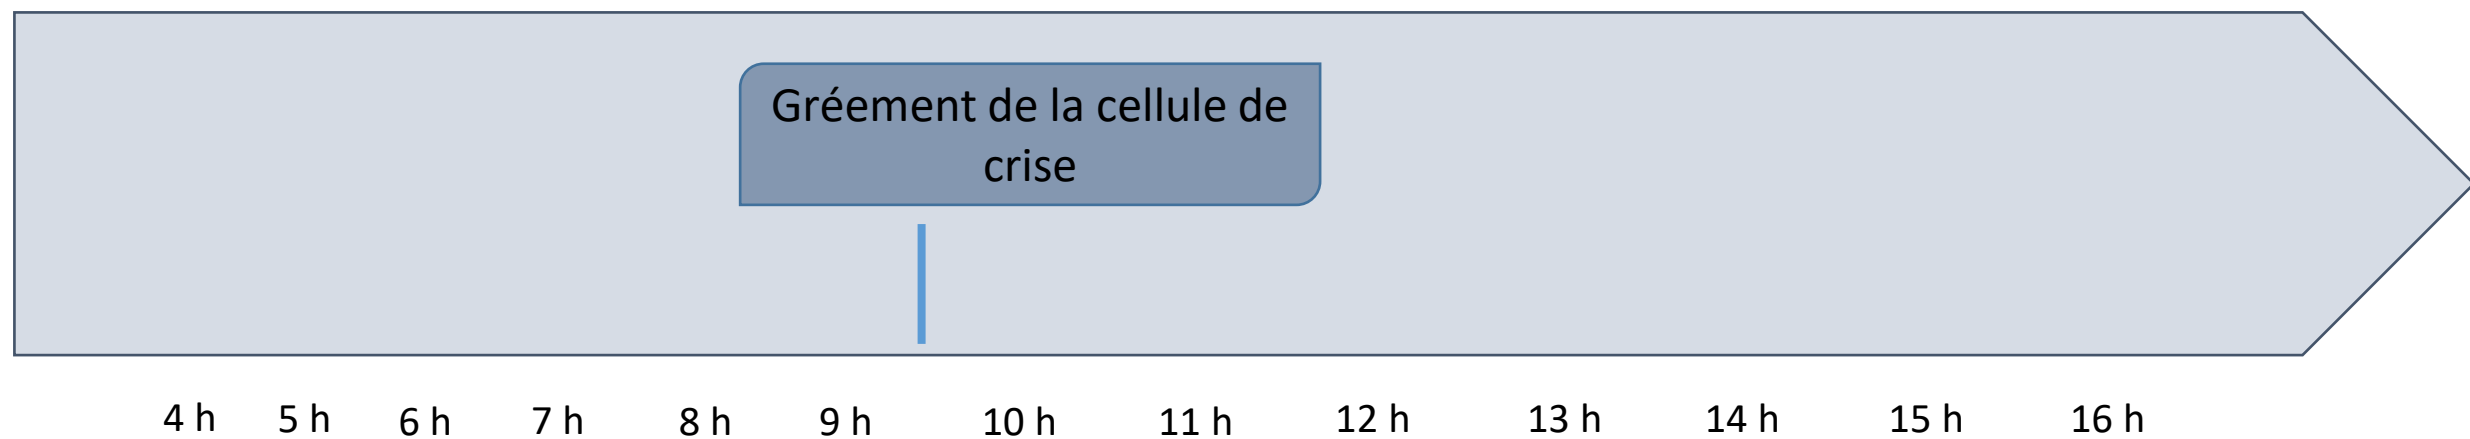 Gréement de la cellule de
crise
4 h 5 h 6 h 7 h 8 h 9 h 10 h 11 h 12 h 13 h 14 h 15 h 16 h